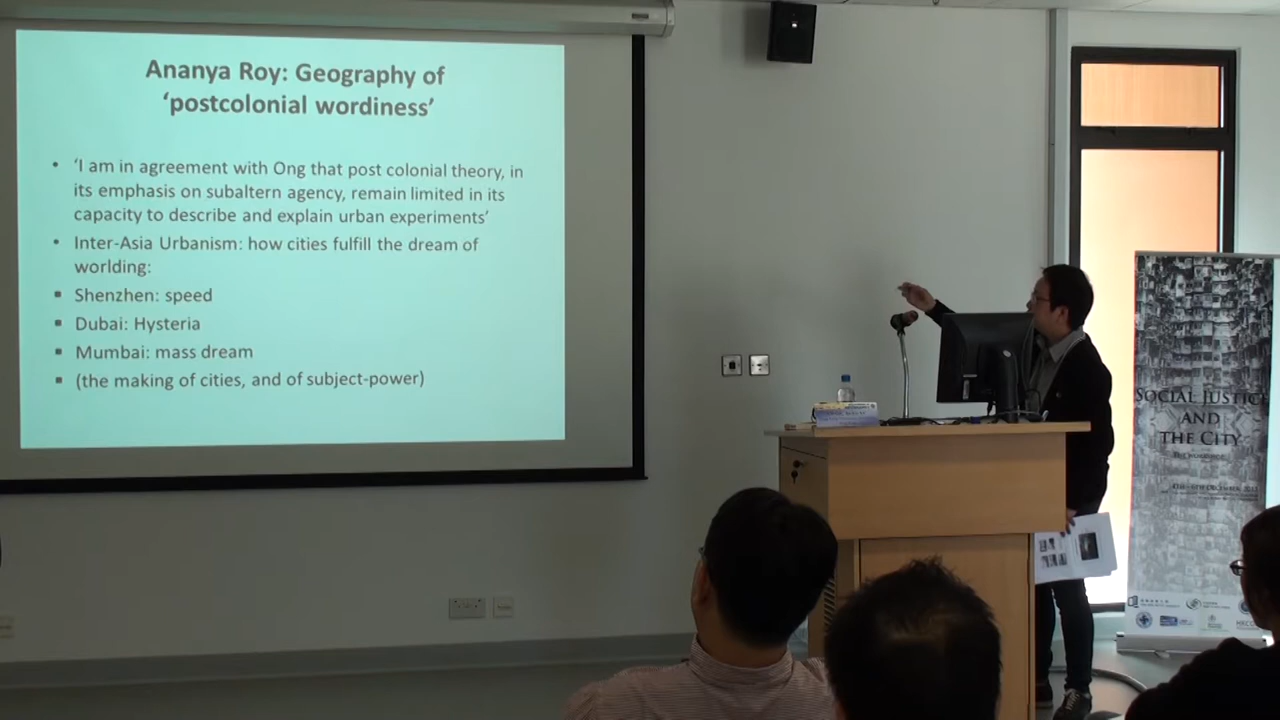 Ananya Roy: Geography of
‘postcolonial wordiness’
• ‘I am in agreement with Ong that post colonial theory, in
its emphasis on subaltern agency, remain limited in its
capacity to describe and explain urban experiments’
• Inter-Asia Urbanism: how cities fulfill the dream of
worlding:
▪ Shenzhen: speed
▪ Dubai: Hysteria
▪ Mumbai: mass dream
▪ (the making of cities, and of subject-power)
SOCIAL JUSTICE
AND
THE CITY